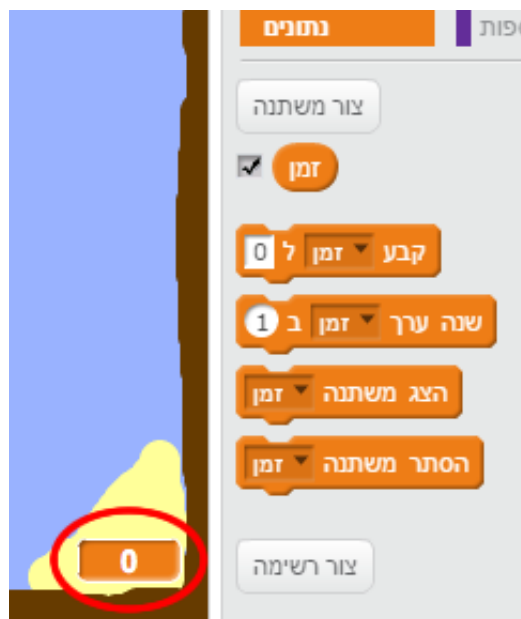 נתונים
פות
צור משתנה
זמן
קבע זמן ל 0
שנה ערך זמן ב 1
הצג משתנה זמן
הסתר משתנה זמן
0
צור רשימה